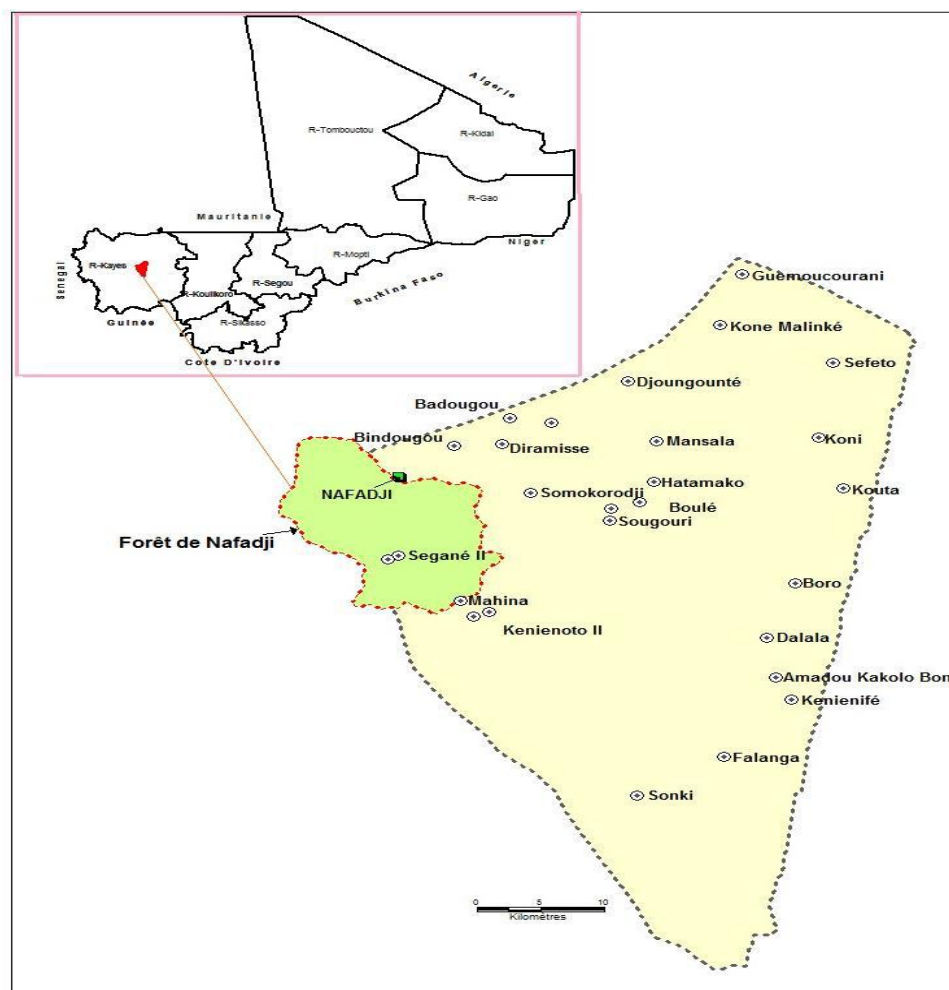 Algerie
R-Tombouctou
R-Kidal
R-Gao
Mauritanie
Niger
R-Mopti
R-Kayes
Senegal
R-Segou
Burkina Faso
R-Koulikoro
R-Sikasso
Guinée
Cote D'Ivoire
Guémoucourani
Kone Malinké
Sefeto
Djoungounté
Badougou
Bindougou
Diramisse
Mansala
Koni
NAFADJI
Somokorodji
Hatamako
Kouta
Boulé
Sougouri
Forêt de Nafadji
Segané II
Boro
Mahina
Kenienoto II
Dalala
Amadou Kakolo Bon
Kenienifé
Falanga
Sonki
0 5 10
Kilomètres